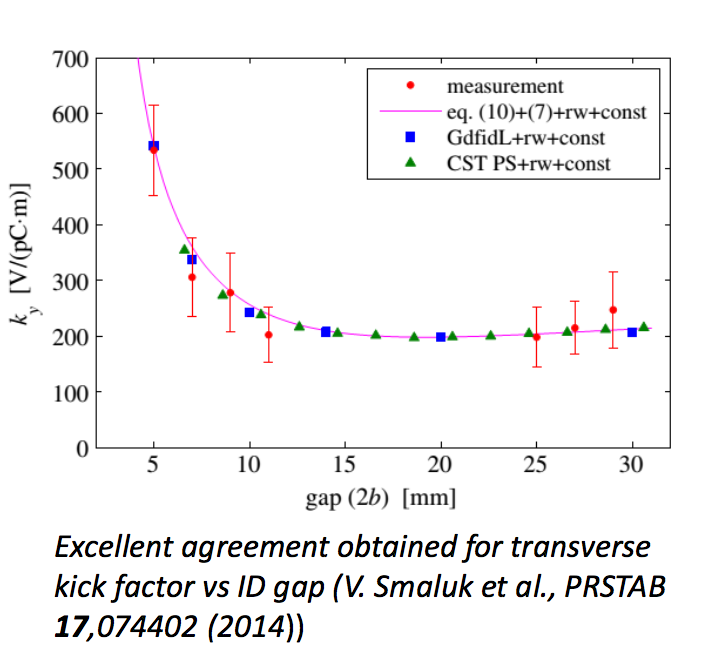 700
600
500
400
300
200
100
0
k_y [V/(pC·m)]
measurement
eq. (10)+(7)+rw+const
GdfidL+rw+const
CST PS+rw+const
5 10 15 20 25 30
gap (2b) [mm]
Excellent agreement obtained for transverse
kick factor vs ID gap (V. Smaluk et al., PRSTAB
17,074402 (2014))